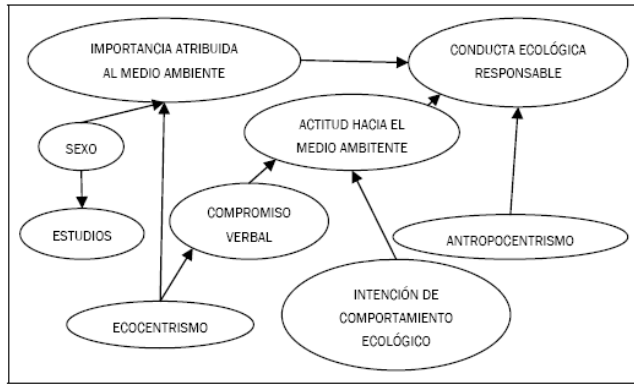 IMPORTANCIA ATRIBUIDA
AL MEDIO AMBIENTE
CONDUCTA ECOLÓGICA
RESPONSABLE
ACTITUD HACIA EL
MEDIO AMBITENTE
SEXO
COMPROMISO
VERBAL
ESTUDIOS
ANTROPOCENTRISMO
INTENCIÓN DE
COMPORTAMIENTO
ECOLÓGICO
ECOCENTRISMO